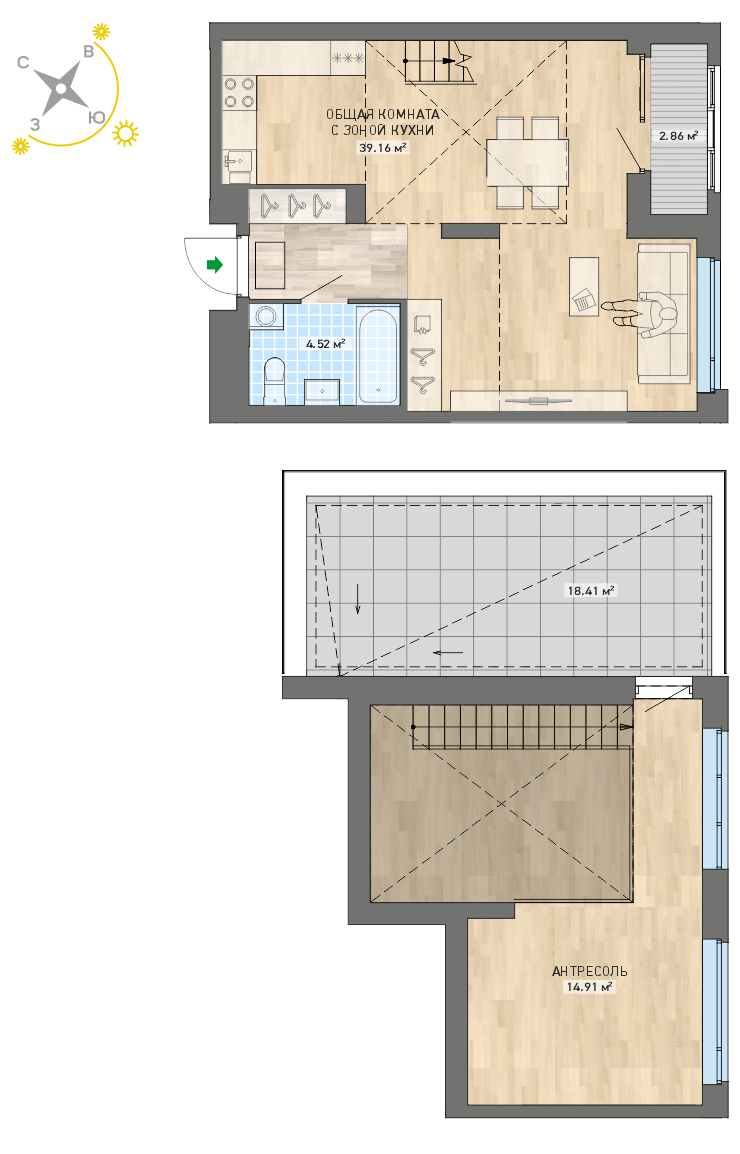 С
В
З
Ю
ОБЩАЯ КОМНАТА
С ЗОНОЙ КУХНИ
39.16 м²
2.86 м²
4.52 м²
18.41 м²
АНТРЕСОЛЬ
14.91 м²